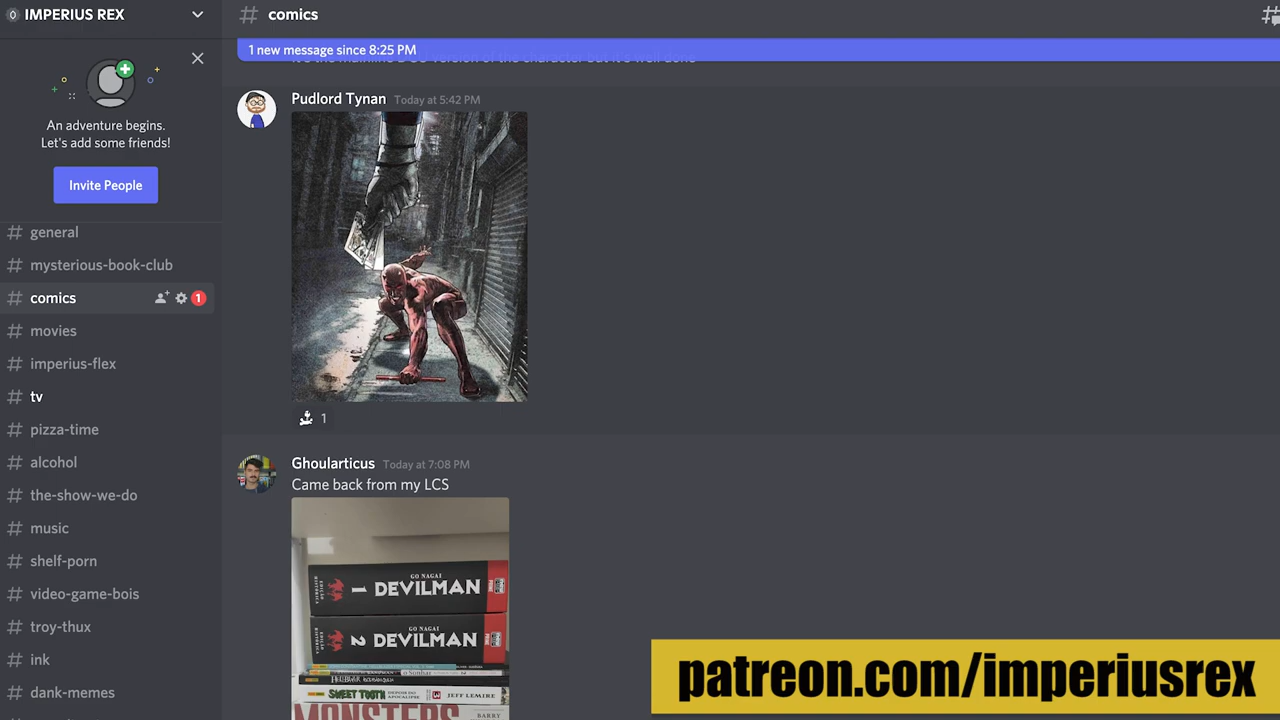 IMPERIUS REX
# comics
1 new message since 8:25 PM
An adventure begins.
Let's add some friends!
Invite People
# general
# mysterious-book-club
# comics 1
# movies
# imperius-flex
# tv
# pizza-time
# alcohol
# the-show-we-do
# music
# shelf-porn
# video-game-bois
# troy-thux
# ink
# dank-memes
Pudlord Tynan Today at 5:42 PM
1
Ghoularticus Today at 7:08 PM
Came back from my LCS
GO NAGAI
1 DEVILMAN
GO NAGAI
2 DEVILMAN
SWEET TOOTH DEPOIS DO APOCALIPSE JEFF LEMIRE
MONSTERS BARRY
patreon.com/imperiusrex